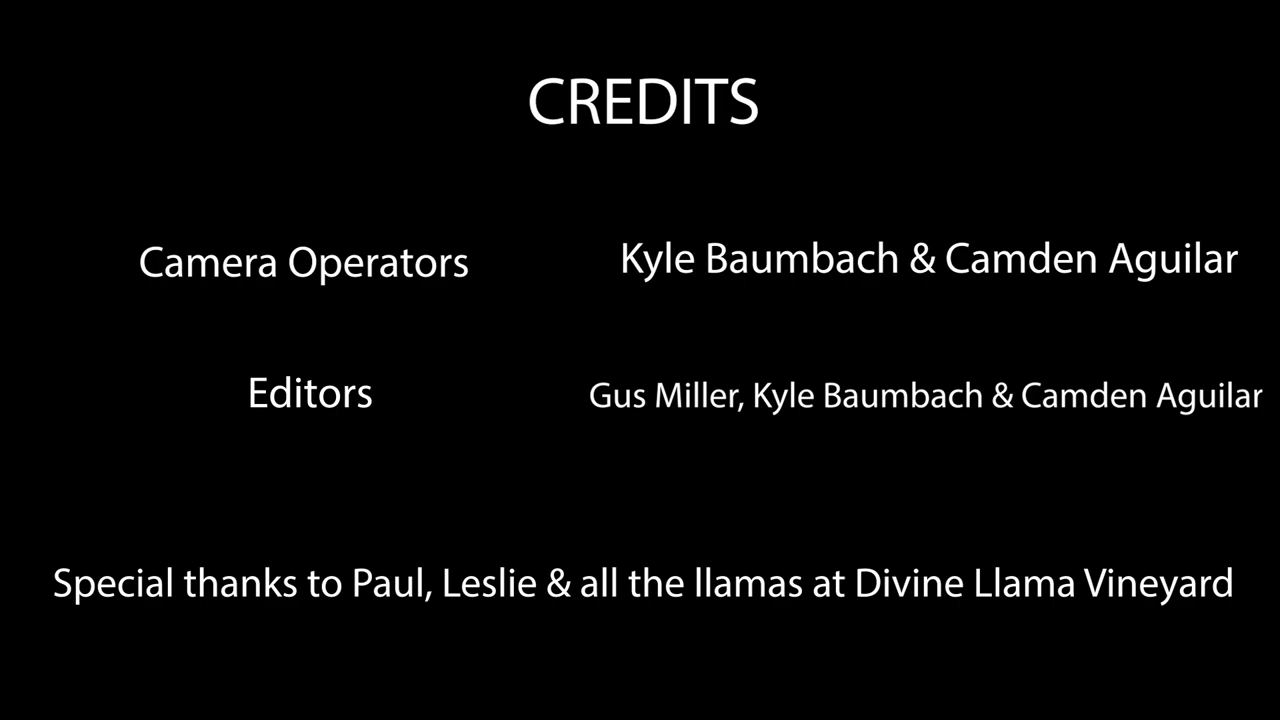 CREDITS
Camera Operators
Kyle Baumbach & Camden Aguilar
Editors
Gus Miller, Kyle Baumbach & Camden Aguilar
Special thanks to Paul, Leslie & all the llamas at Divine Llama Vineyard